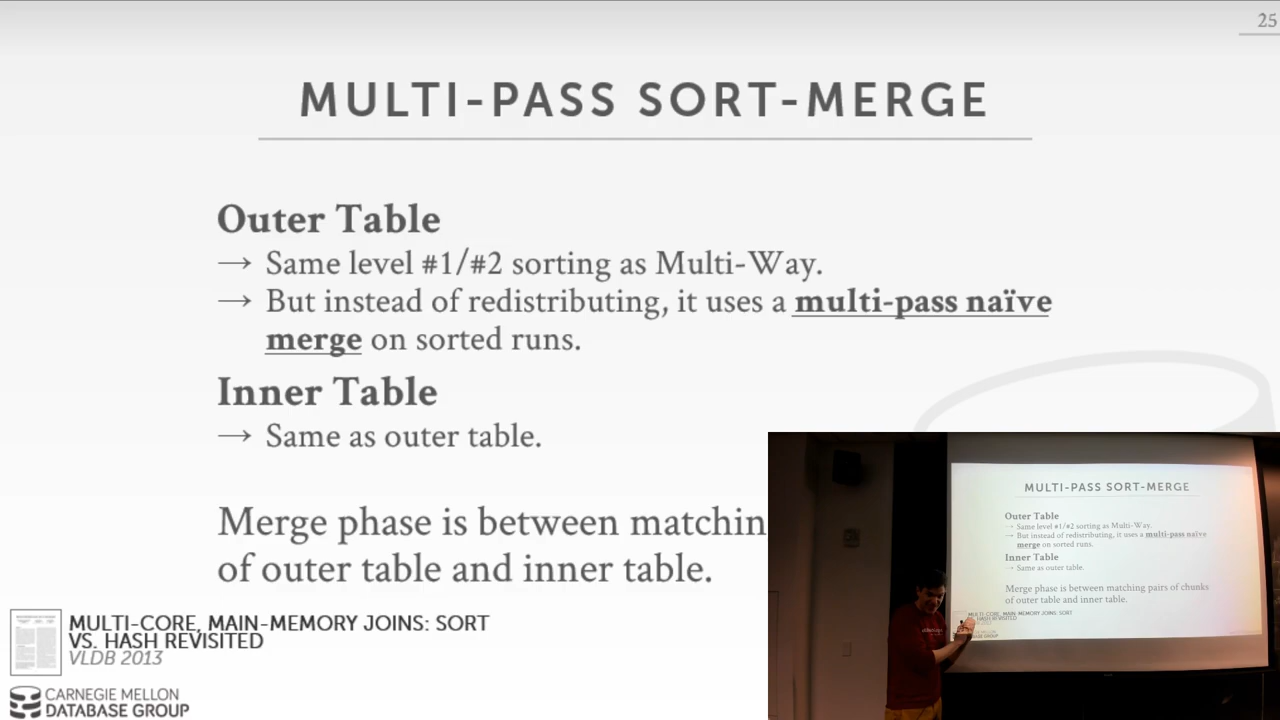 25
MULTI-PASS SORT-MERGE
Outer Table
→ Same level #1/#2 sorting as Multi-Way.
→ But instead of redistributing, it uses a multi-pass naïve
merge on sorted runs.
Inner Table
→ Same as outer table.
Merge phase is between matchin
of outer table and inner table.
MULTI-CORE, MAIN-MEMORY JOINS: SORT
VS. HASH REVISITED
VLDB 2013
CARNEGIE MELLON
DATABASE GROUP
MULTI-PASS SORT-MERGE
Outer Table
→ Same level #1/#2 sorting as Multi-Way.
→ But instead of redistributing, it uses a multi-pass naïve
merge on sorted runs.
Inner Table
→ Same as outer table.
Merge phase is between matching pairs of chunks
of outer table and inner table.
MULTI-CORE, MAIN-MEMORY JOINS: SORT
VS. HASH REVISITED